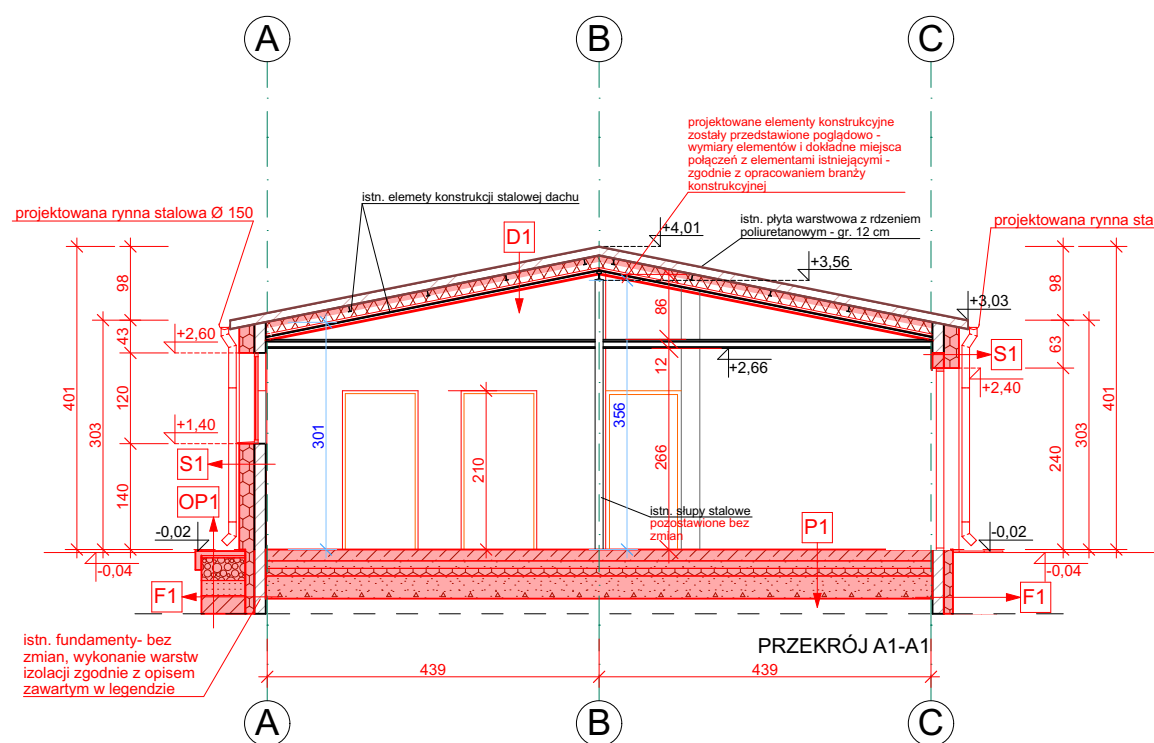 A
B
C
projektowane elementy konstrukcyjne
zostały przedstawione poglądowo -
wymiary elementów i dokładne miejsca
połączeń z elementami istniejącymi -
zgodnie z opracowaniem branży
konstrukcyjnej
istn. elemety konstrukcji stalowej dachu
projektowana rynna stalowa Ø 150
istn. płyta warstwowa z rdzeniem
poliuretanowym - gr. 12 cm
projektowana rynna sta
+4,01
D1
+3,56
+3,03
98
43
+2,60
86
12
+2,66
98
63
S1
+2,40
401
303
120
+1,40
140
301
210
356
266
401
303
240
S1
OP1
-0,02
-0,04
istn. słupy stalowe
pozostawione bez
zmian
P1
-0,02
-0,04
F1
F1
istn. fundamenty- bez
zmian, wykonanie warstw
izolacji zgodnie z opisem
zawartym w legendzie
PRZEKRÓJ A1-A1
439
439
A
B
C